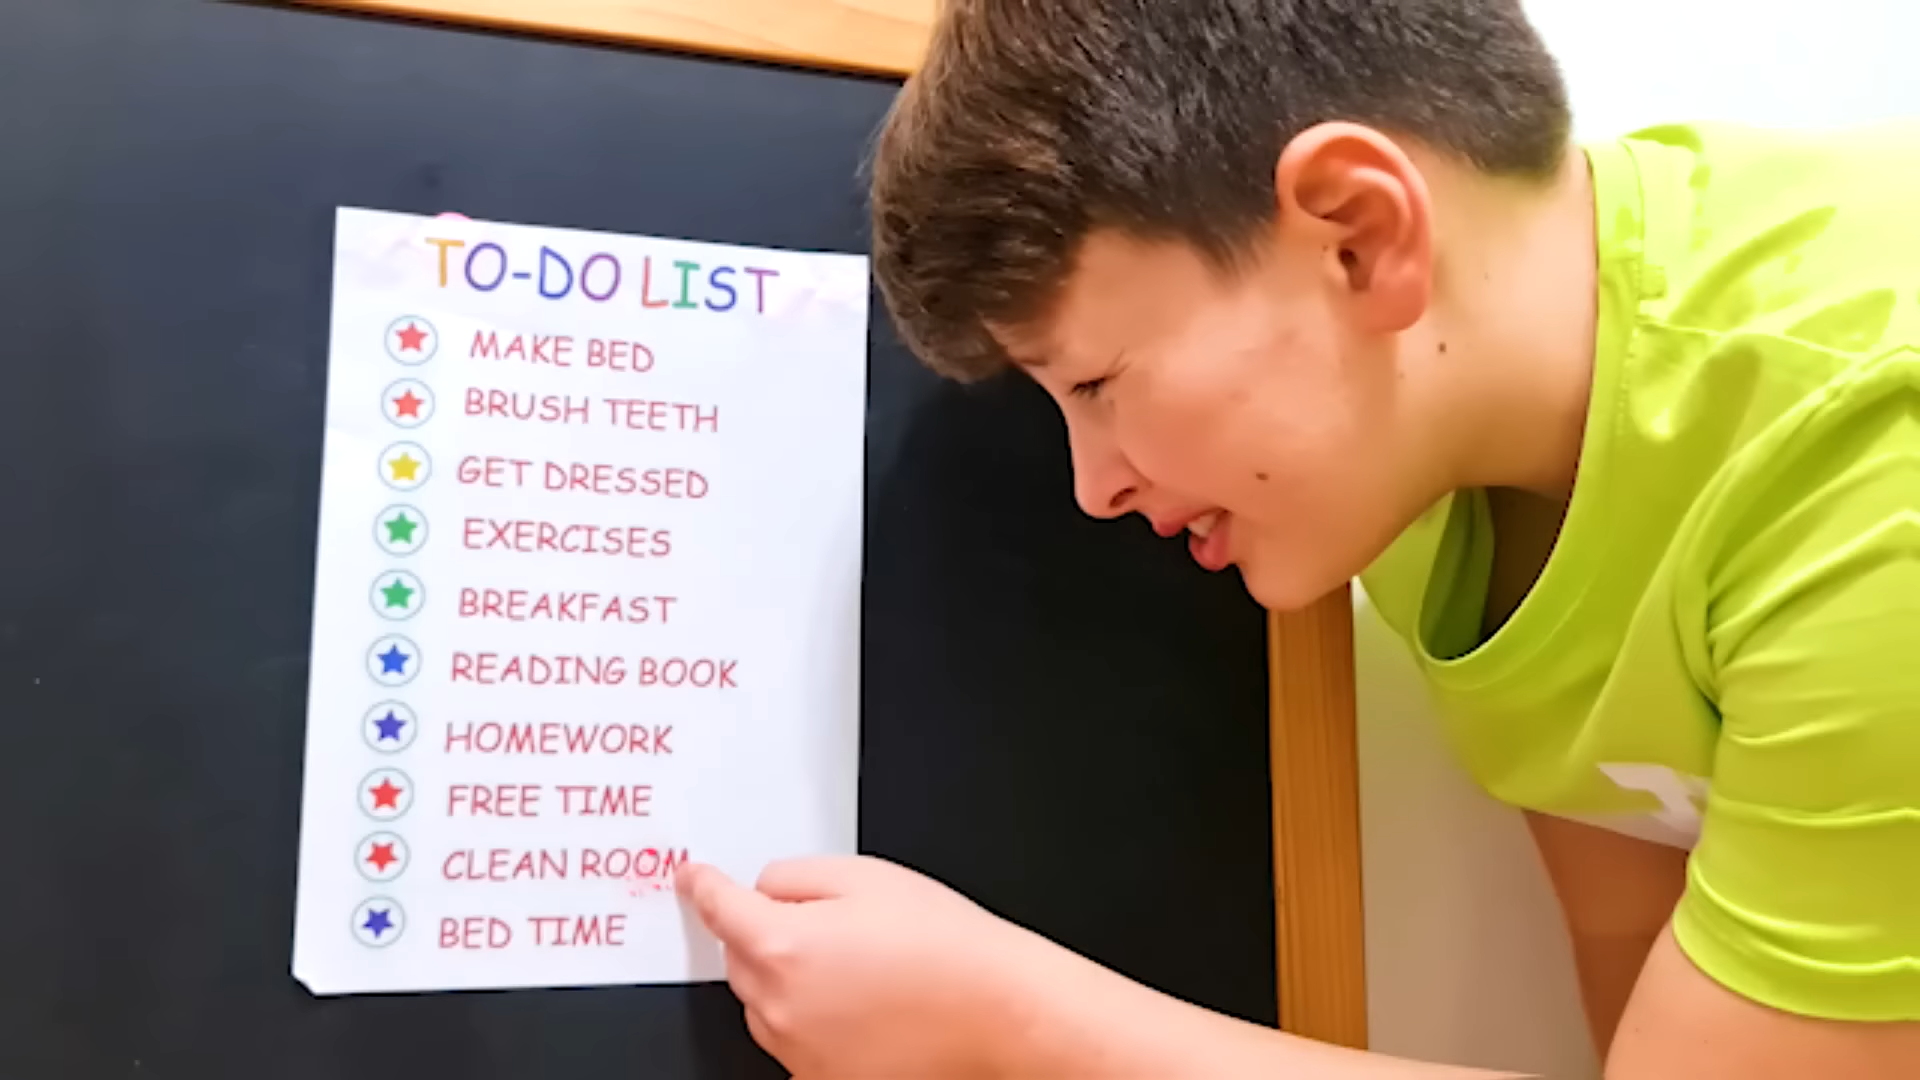 TO-DO LIST
MAKE BED
BRUSH TEETH
GET DRESSED
EXERCISES
BREAKFAST
READING BOOK
HOMEWORK
FREE TIME
CLEAN ROOM
BED TIME